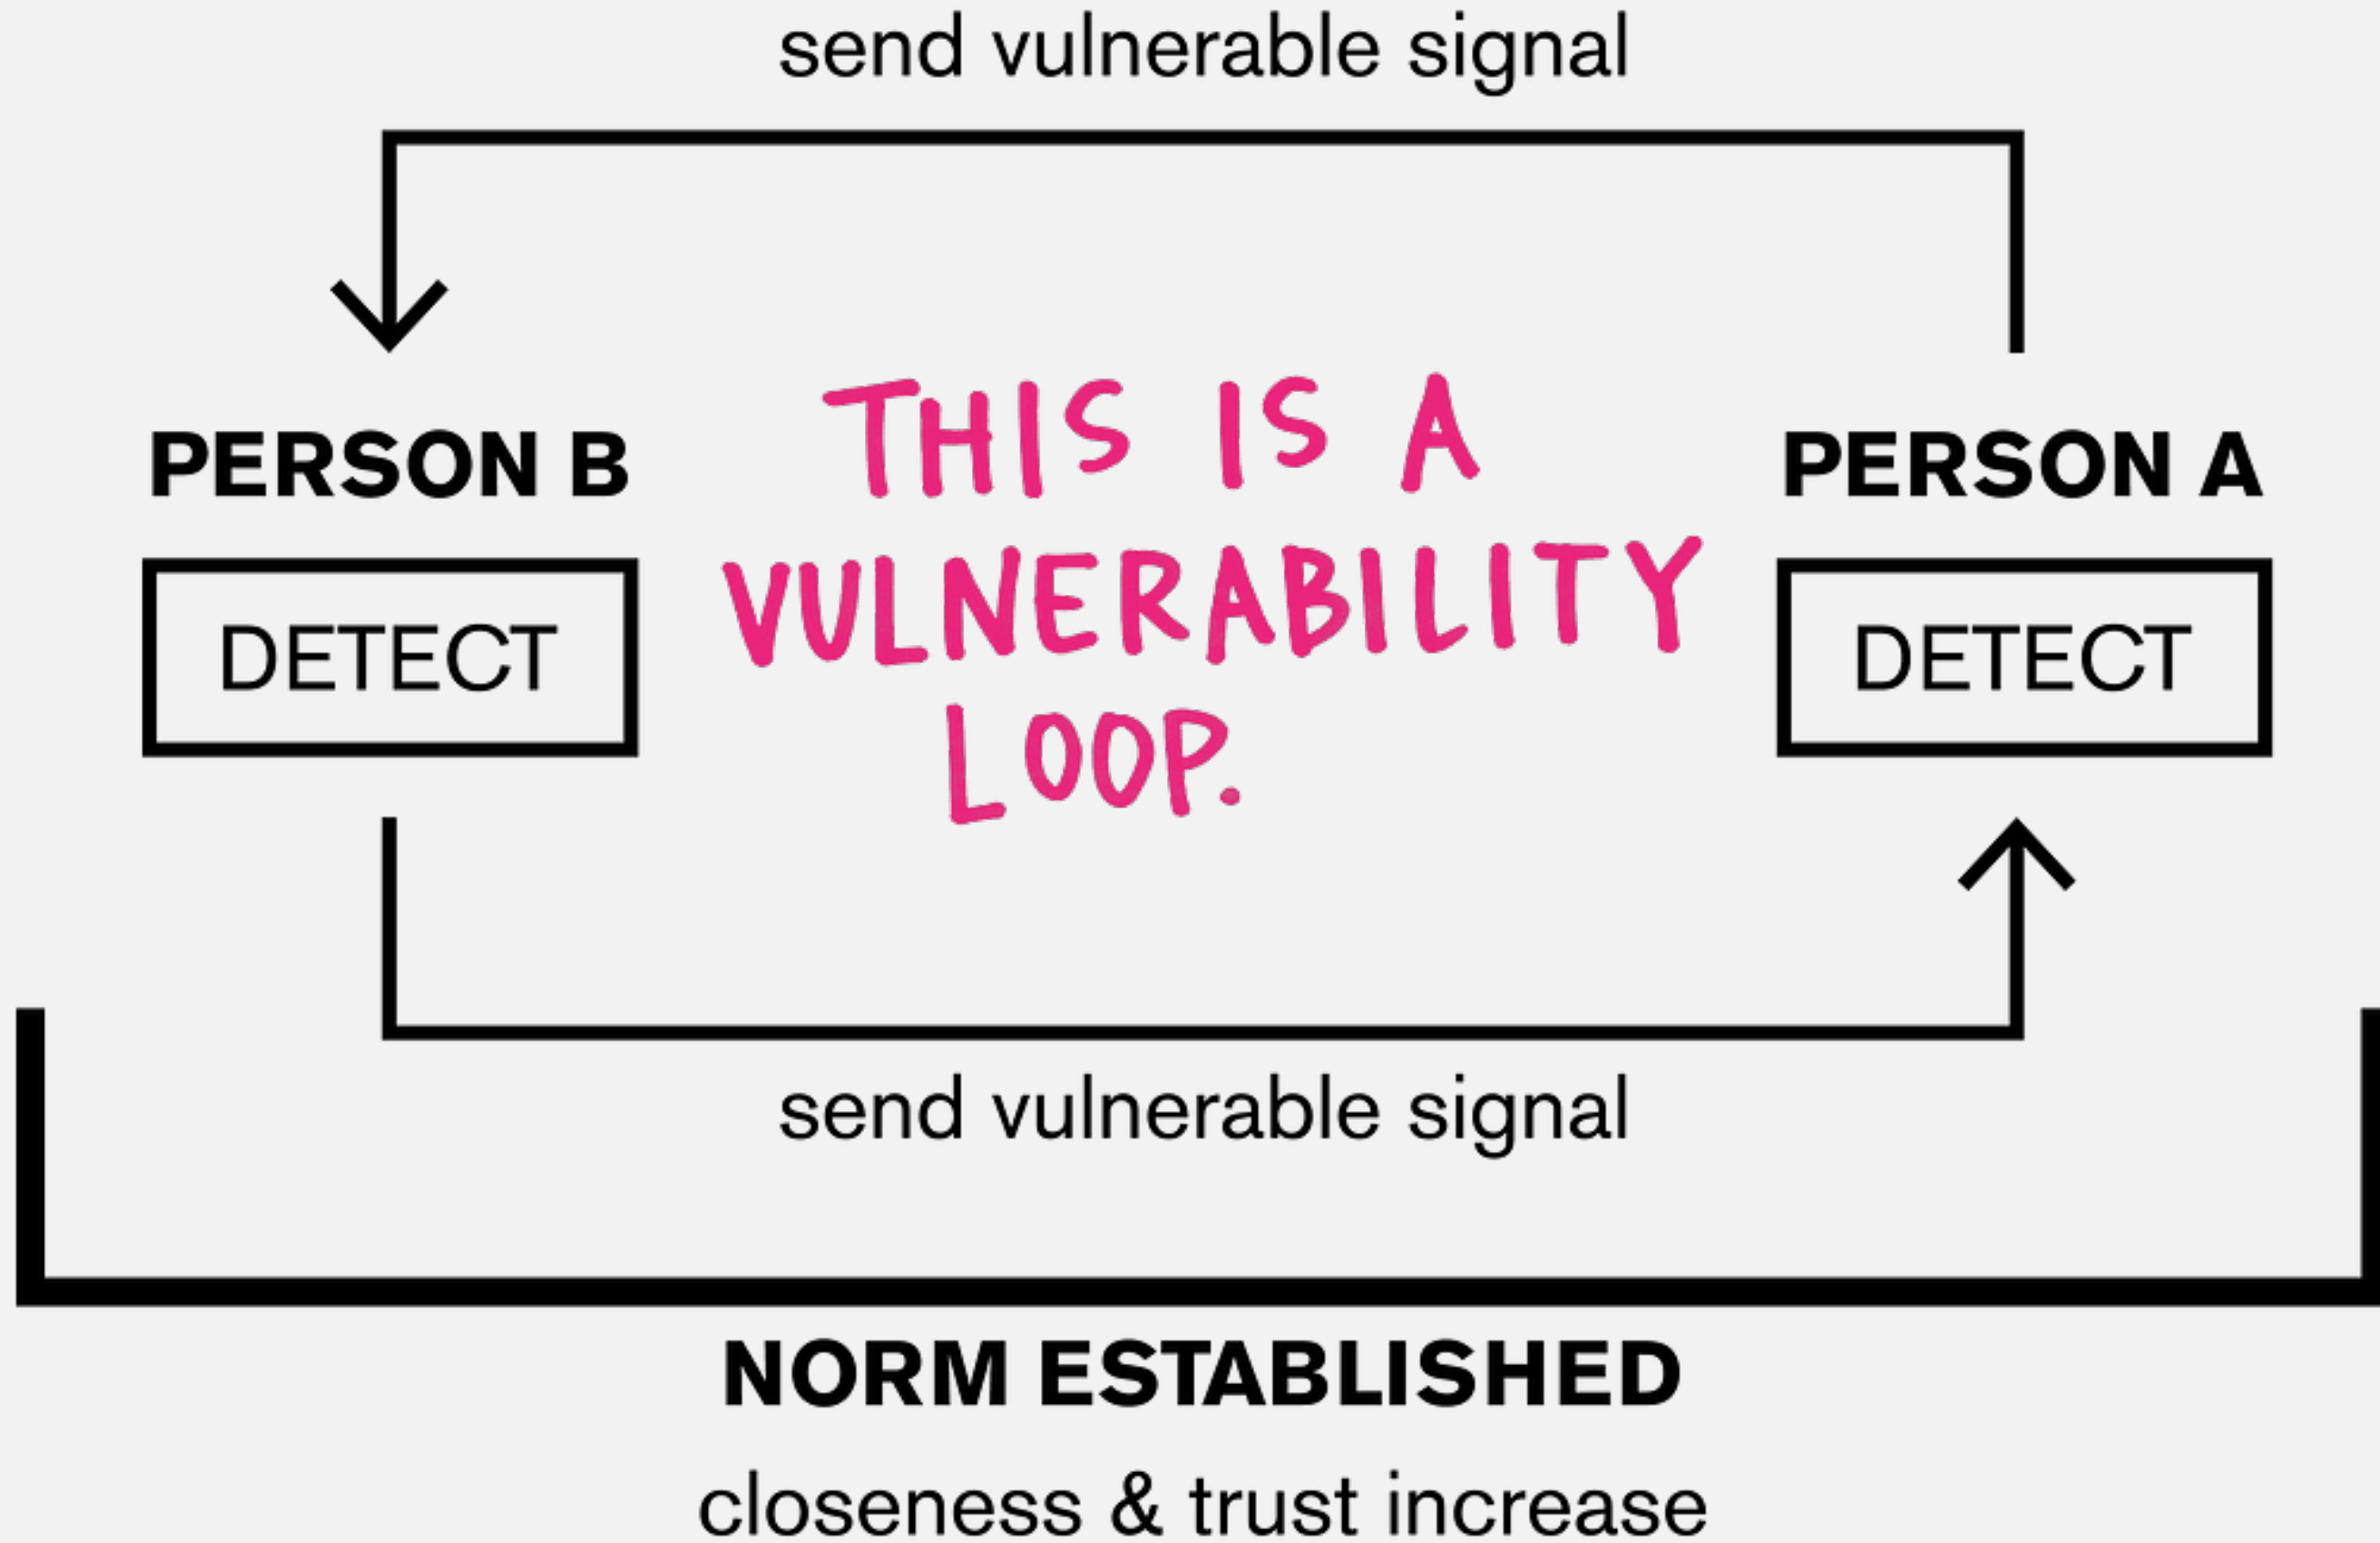 send vulnerable signal
PERSON B
DETECT
THIS IS A
VULNERABILITY
LOOP.
PERSON A
DETECT
send vulnerable signal
NORM ESTABLISHED
closeness & trust increase